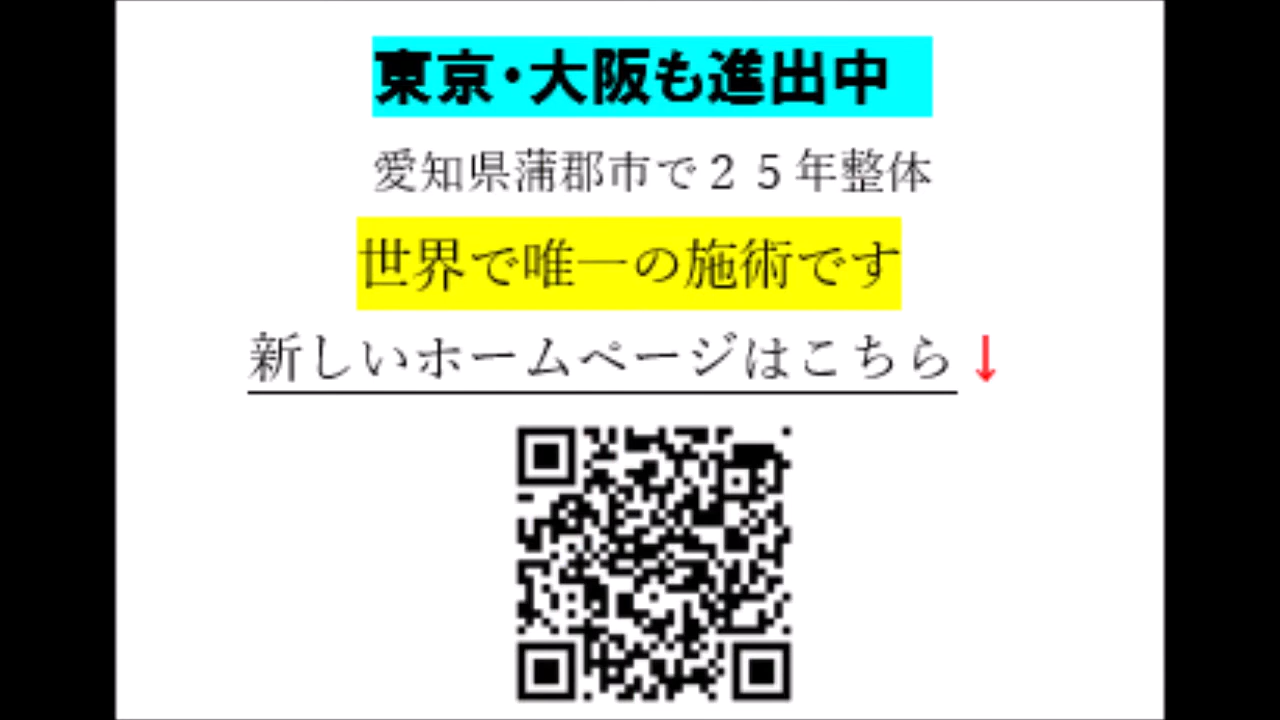 東京・大阪も進出中
愛知県蒲郡市で２５年整体
世界で唯一の施術です
新しいホームページはこちら↓